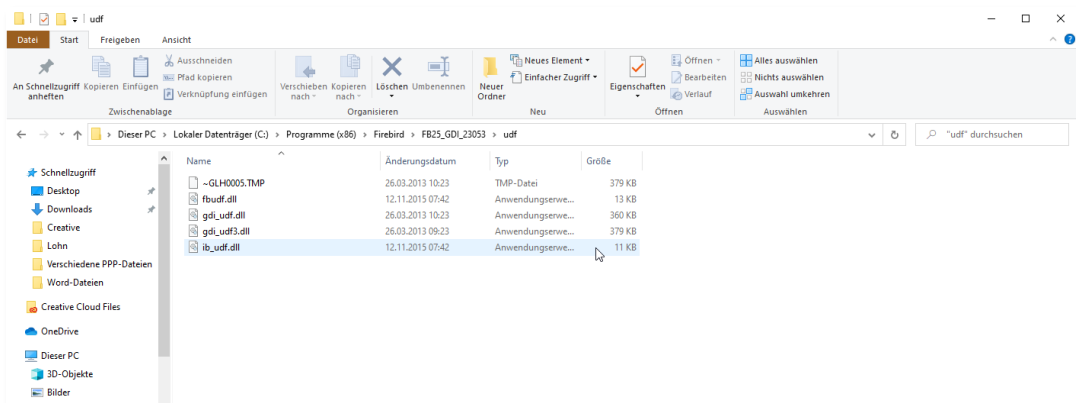 udf
Datei Start Freigeben Ansicht
An Schnellzugriff anheften
Kopieren
Einfügen
Ausschneiden
Pfad kopieren
Verknüpfung einfügen
Zwischenablage
Verschieben nach
Kopieren nach
Löschen
Umbenennen
Organisieren
Neuer Ordner
Neues Element
Einfacher Zugriff
Neu
Eigenschaften
Öffnen
Bearbeiten
Verlauf
Öffnen
Alles auswählen
Nichts auswählen
Auswahl umkehren
Auswählen
Dieser PC > Lokaler Datenträger (C:) > Programme (x86) > Firebird > FB25_GDI_23053 > udf
"udf" durchsuchen
Schnellzugriff
Desktop
Downloads
Creative
Lohn
Verschiedene PPP-Dateien
Word-Dateien
Creative Cloud Files
OneDrive
Dieser PC
3D-Objekte
Bilder
Name Änderungsdatum Typ Größe
~GLH0005.TMP 26.03.2013 10:23 TMP-Datei 379 KB
fbudf.dll 12.11.2015 07:42 Anwendungserwe... 13 KB
gdi_udf.dll 26.03.2013 10:23 Anwendungserwe... 360 KB
gdi_udf3.dll 26.03.2013 09:23 Anwendungserwe... 379 KB
ib_udf.dll 12.11.2015 07:42 Anwendungserwe... 11 KB